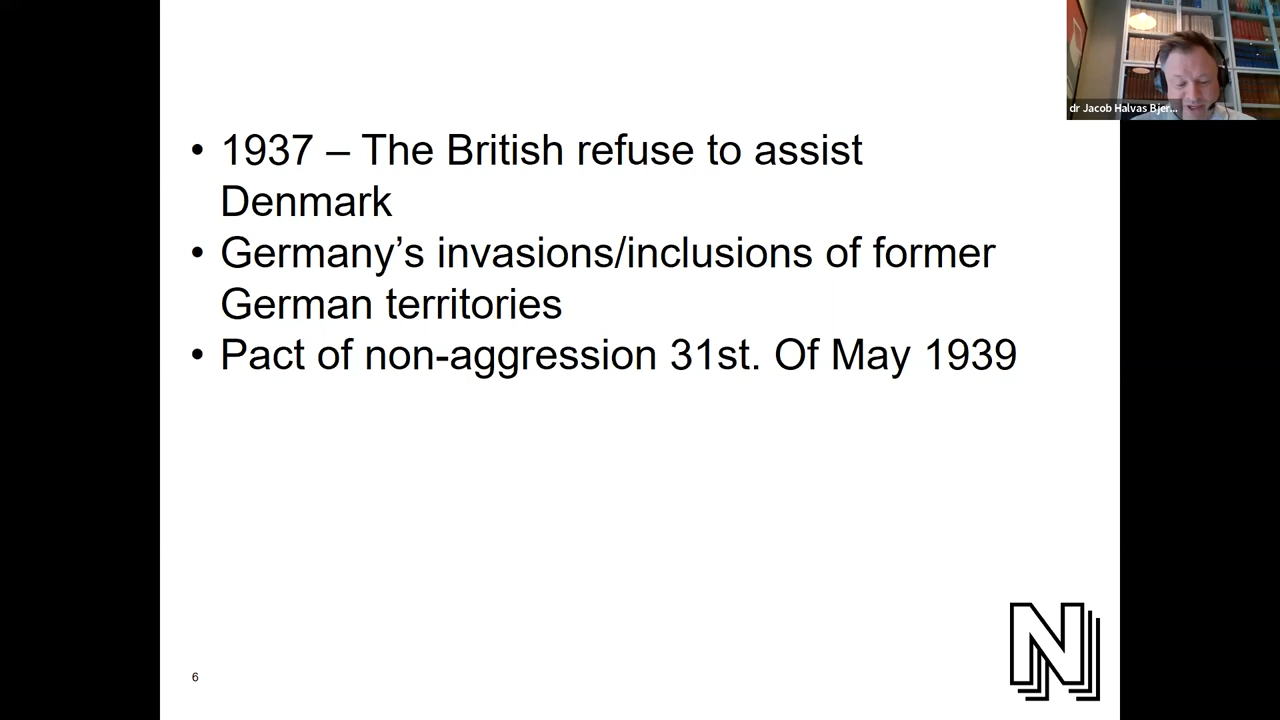 dr Jacob Halvas Bjer...
• 1937 – The British refuse to assist
Denmark
• Germany’s invasions/inclusions of former
German territories
• Pact of non-aggression 31st. Of May 1939
N
6